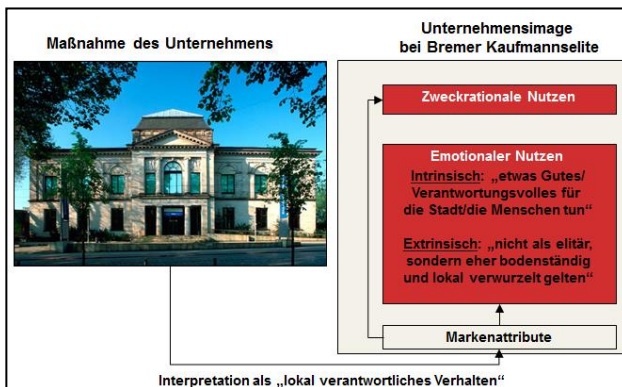 Maßnahme des Unternehmens
Unternehmensimage
bei Bremer Kaufmannselite
Zweckrationale Nutzen
Emotionaler Nutzen
Intrinsisch: „etwas Gutes/
Verantwortungsvolles für
die Stadt/die Menschen tun“
Extrinsisch: „nicht als elitär,
sondern eher bodenständig
und lokal verwurzelt gelten“
Markenattribute
Interpretation als „lokal verantwortliches Verhalten“